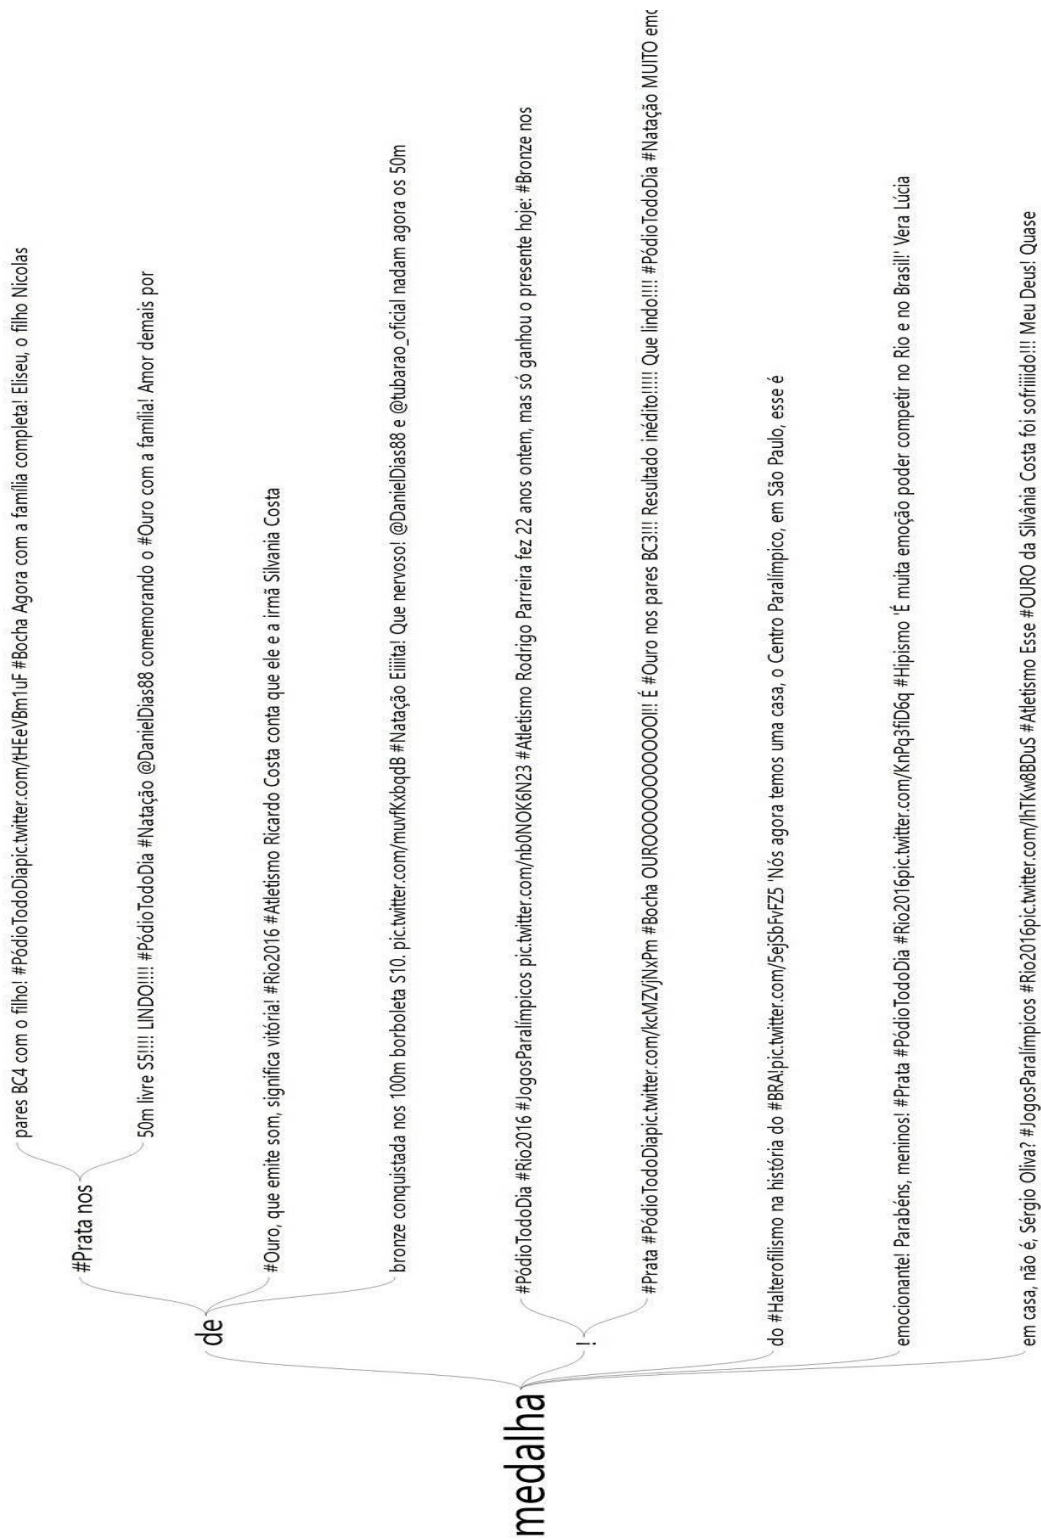 medalha
de
#Prata nos
pares BC4 com o filho! #PódioTodoDiapic.twitter.com/tHEeVBm1uF #Bocha Agora com a família completa! Eliseu, o filho Nicolas
50m livre S5!!!! LINDO!!!! #PódioTodoDia #Natação @DanielDias88 comemorando o #Ouro com a família! Amor demais por
#Ouro, que emite som, significa vitória! #Rio2016 #Atletismo Ricardo Costa conta que ele e a irmã Silvania Costa
bronze conquistada nos 100m borboleta S10. pic.twitter.com/muvfKxbqdB #Natação Eiiiita! Que nervoso! @DanielDias88 e @tubarao_oficial nadam agora os 50m
!
#PódioTodoDia #Rio2016 #JogosParalímpicos pic.twitter.com/nb0NOK6N23 #Atletismo Rodrigo Parreira fez 22 anos ontem, mas só ganhou o presente hoje: #Bronze nos
#Prata #PódioTodoDiapic.twitter.com/kcMZVjNxPm #Bocha OUROOOOOOOOOOO!! É #Ouro nos pares BC3!!! Resultado inédito!!!!! Que lindo!!!! #PódioTodoDia #Natação MUITO emo
do #Halterofilismo na história do #BRA!pic.twitter.com/5ejSbFvFZ5 'Nós agora temos uma casa, o Centro Paralímpico, em São Paulo, esse é
emocionante! Parabéns, meninos! #Prata #PódioTodoDia #Rio2016pic.twitter.com/KnPq3fiD6q #Hipismo 'É muita emoção poder competir no Rio e no Brasil!' Vera Lúcia
em casa, não é, Sérgio Oliva? #JogosParalímpicos #Rio2016pic.twitter.com/lhTKw8BDuS #Atletismo Esse #OURO da Silvânia Costa foi sofriiiido!!! Meu Deus! Quase